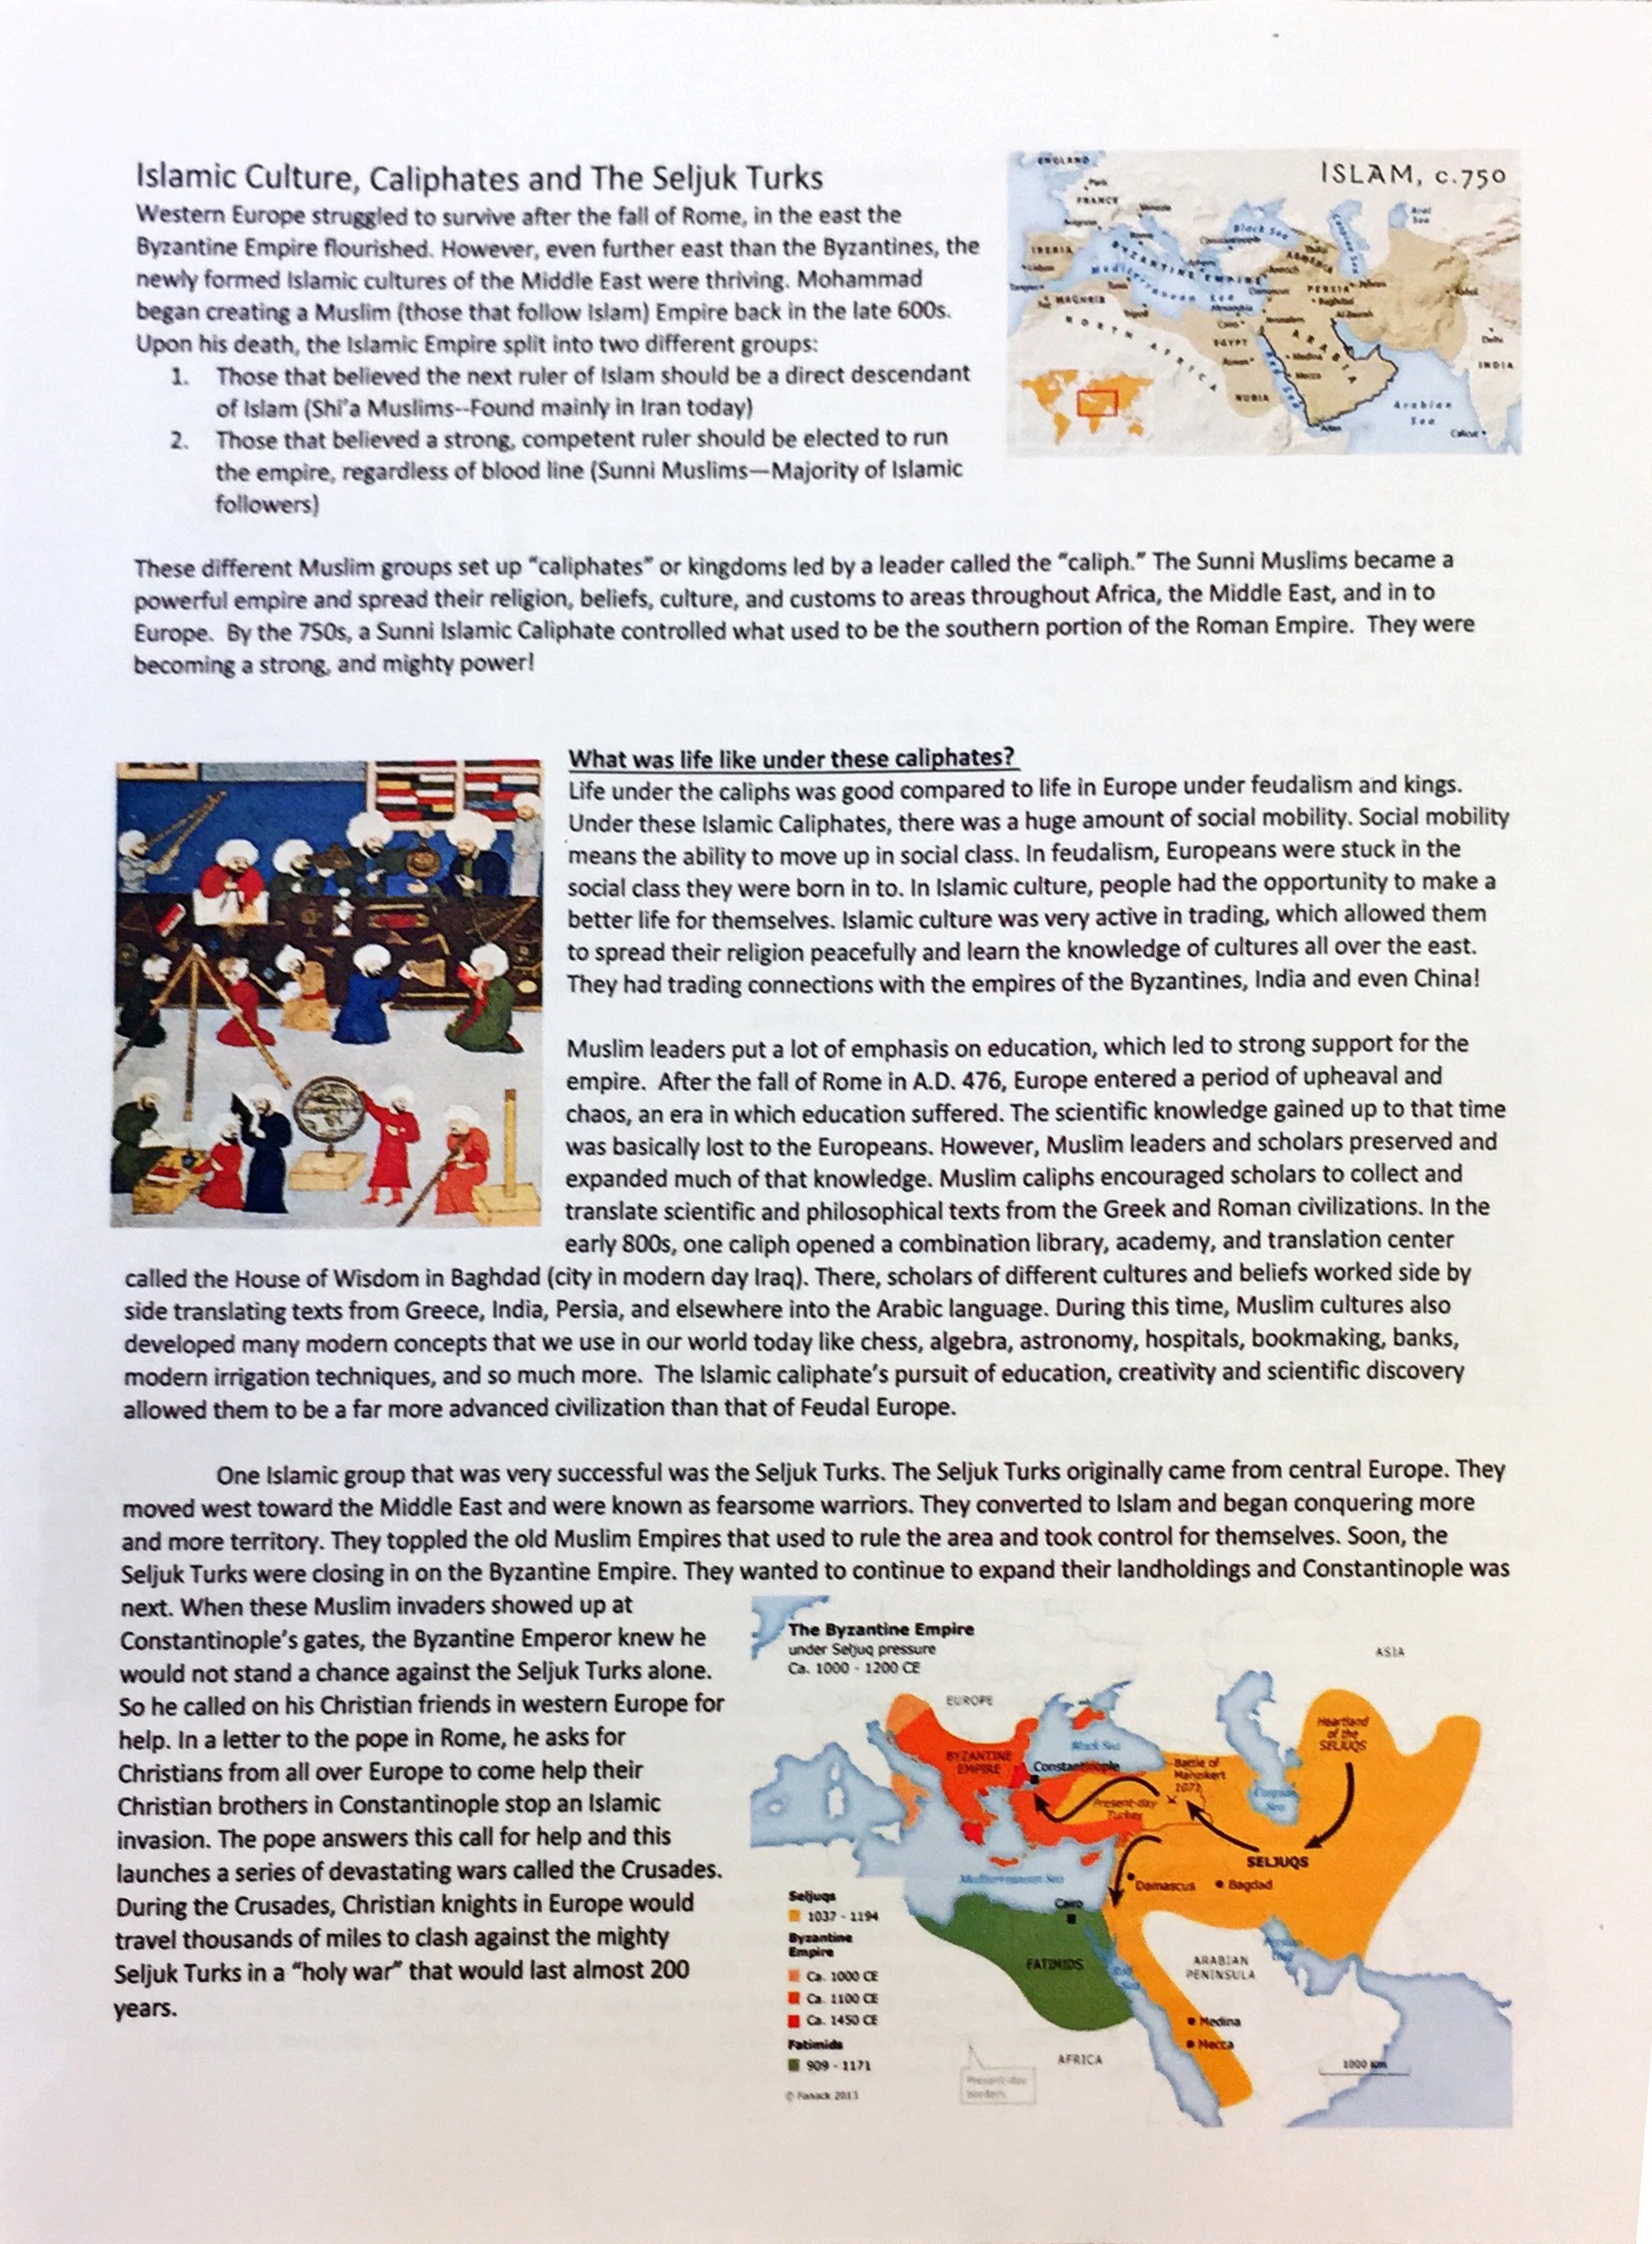 Islamic Culture, Caliphates and The Seljuk Turks
Western Europe struggled to survive after the fall of Rome, in the east the
Byzantine Empire flourished. However, even further east than the Byzantines, the
newly formed Islamic cultures of the Middle East were thriving. Mohammad
began creating a Muslim (those that follow Islam) Empire back in the late 600s.
Upon his death, the Islamic Empire split into two different groups:
1. Those that believed the next ruler of Islam should be a direct descendant
of Islam (Shi'a Muslims--Found mainly in Iran today)
2. Those that believed a strong, competent ruler should be elected to run
the empire, regardless of blood line (Sunni Muslims—Majority of Islamic
followers)
ISLAM, c.750
ENGLAND
Paris
FRANCE
Aral
Sea
Black Sea
Caspian Sea
IBERIA
Lisbon
Rome
Constantinople
ARMENIA
BYZANTINE EMPIRE
Mediterranean Sea
Antioch
PERSIA
Kabul
Damascus
Baghdad
MAGHRIB
Tripoli
Jerusalem
Cairo
NORTH AFRICA
EGYPT
ARABIA
Medina
Mecca
Red Sea
Delhi
INDIA
NUBIA
Arabian
Sea
Aden
Calicut
These different Muslim groups set up "caliphates" or kingdoms led by a leader called the "caliph." The Sunni Muslims became a
powerful empire and spread their religion, beliefs, culture, and customs to areas throughout Africa, the Middle East, and in to
Europe. By the 750s, a Sunni Islamic Caliphate controlled what used to be the southern portion of the Roman Empire. They were
becoming a strong, and mighty power!
What was life like under these caliphates?
Life under the caliphs was good compared to life in Europe under feudalism and kings.
Under these Islamic Caliphates, there was a huge amount of social mobility. Social mobility
means the ability to move up in social class. In feudalism, Europeans were stuck in the
social class they were born in to. In Islamic culture, people had the opportunity to make a
better life for themselves. Islamic culture was very active in trading, which allowed them
to spread their religion peacefully and learn the knowledge of cultures all over the east.
They had trading connections with the empires of the Byzantines, India and even China!
Muslim leaders put a lot of emphasis on education, which led to strong support for the
empire. After the fall of Rome in A.D. 476, Europe entered a period of upheaval and
chaos, an era in which education suffered. The scientific knowledge gained up to that time
was basically lost to the Europeans. However, Muslim leaders and scholars preserved and
expanded much of that knowledge. Muslim caliphs encouraged scholars to collect and
translate scientific and philosophical texts from the Greek and Roman civilizations. In the
early 800s, one caliph opened a combination library, academy, and translation center
called the House of Wisdom in Baghdad (city in modern day Iraq). There, scholars of different cultures and beliefs worked side by
side translating texts from Greece, India, Persia, and elsewhere into the Arabic language. During this time, Muslim cultures also
developed many modern concepts that we use in our world today like chess, algebra, astronomy, hospitals, bookmaking, banks,
modern irrigation techniques, and so much more. The Islamic caliphate's pursuit of education, creativity and scientific discovery
allowed them to be a far more advanced civilization than that of Feudal Europe.
One Islamic group that was very successful was the Seljuk Turks. The Seljuk Turks originally came from central Europe. They
moved west toward the Middle East and were known as fearsome warriors. They converted to Islam and began conquering more
and more territory. They toppled the old Muslim Empires that used to rule the area and took control for themselves. Soon, the
Seljuk Turks were closing in on the Byzantine Empire. They wanted to continue to expand their landholdings and Constantinople was
next. When these Muslim invaders showed up at
Constantinople's gates, the Byzantine Emperor knew he
would not stand a chance against the Seljuk Turks alone.
So he called on his Christian friends in western Europe for
help. In a letter to the pope in Rome, he asks for
Christians from all over Europe to come help their
Christian brothers in Constantinople stop an Islamic
invasion. The pope answers this call for help and this
launches a series of devastating wars called the Crusades.
During the Crusades, Christian knights in Europe would
travel thousands of miles to clash against the mighty
Seljuk Turks in a "holy war" that would last almost 200
years.
The Byzantine Empire
under Seljuq pressure
Ca. 1000 - 1200 CE
ASIA
EUROPE
Heartland
of the
SELJUQS
Black Sea
BYZANTINE
EMPIRE
Constantinople
Battle of
Manzikert
1071
Caspian
Sea
Present-day
Turkey
SELJUQS
Mediterranean Sea
Damascus
Bagdad
Cairo
Seljuqs
1037 - 1194
Byzantine
Empire
Ca. 1000 CE
Ca. 1100 CE
Ca. 1450 CE
Fatimids
909 - 1171
© Fanack 2013
FATIMIDS
Red
Sea
Persian
Gulf
ARABIAN
PENINSULA
Medina
Mecca
AFRICA
1000 km
Present-day
borders